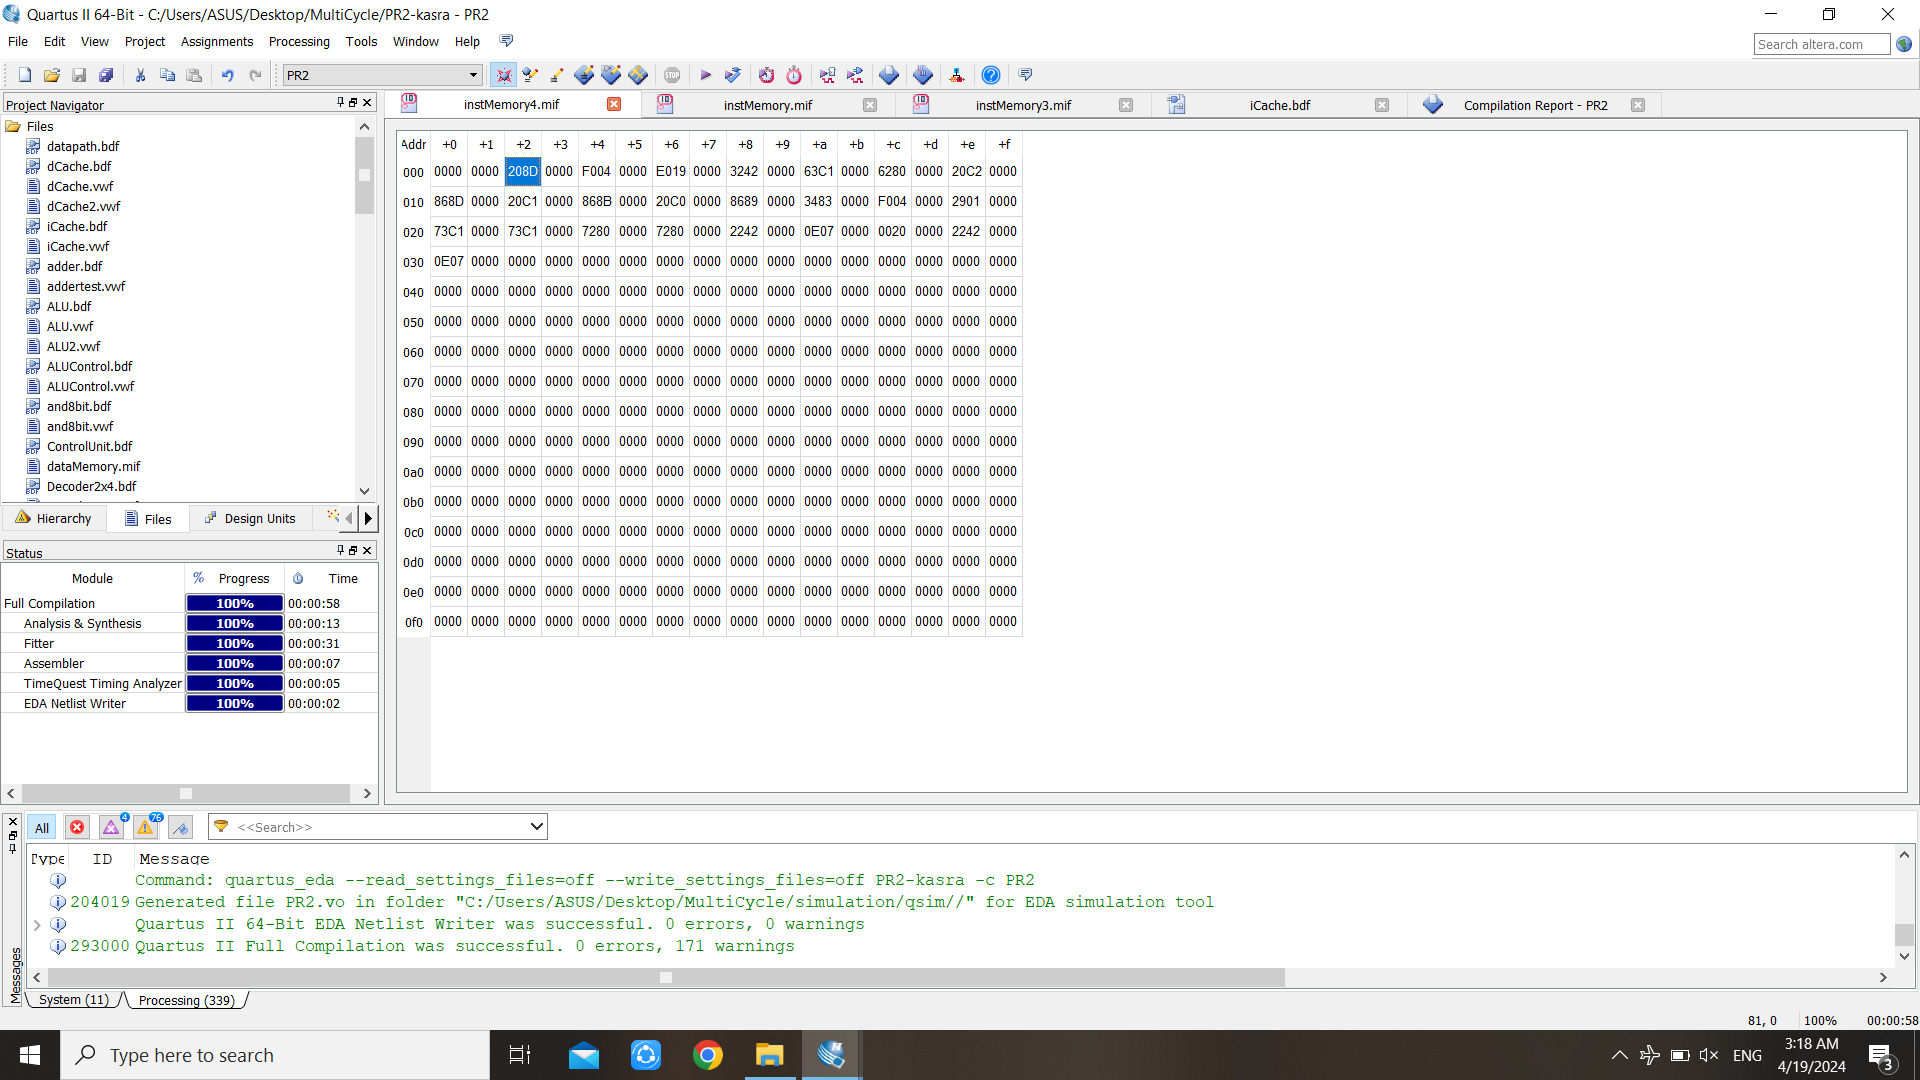 Quartus II 64-Bit - C:/Users/ASUS/Desktop/MultiCycle/PR2-kasra - PR2
File Edit View Project Assignments Processing Tools Window Help
Search altera.com
PR2
Project Navigator
Files
datapath.bdf
dCache.bdf
dCache.vwf
dCache2.vwf
iCache.bdf
iCache.vwf
adder.bdf
addertest.vwf
ALU.bdf
ALU.vwf
ALU2.vwf
ALUControl.bdf
ALUControl.vwf
and8bit.bdf
and8bit.vwf
ControlUnit.bdf
dataMemory.mif
Decoder2x4.bdf
Hierarchy Files Design Units
Status
Module % Progress Time
Full Compilation 100% 00:00:58
Analysis & Synthesis 100% 00:00:13
Fitter 100% 00:00:31
Assembler 100% 00:00:07
TimeQuest Timing Analyzer 100% 00:00:05
EDA Netlist Writer 100% 00:00:02
instMemory4.mif instMemory.mif instMemory3.mif iCache.bdf Compilation Report - PR2
Addr +0 +1 +2 +3 +4 +5 +6 +7 +8 +9 +a +b +c +d +e +f
000 0000 0000 208D 0000 F004 0000 E019 0000 3242 0000 63C1 0000 6280 0000 20C2 0000
010 868D 0000 20C1 0000 868B 0000 20C0 0000 8689 0000 3483 0000 F004 0000 2901 0000
020 73C1 0000 73C1 0000 7280 0000 7280 0000 2242 0000 0E07 0000 0020 0000 2242 0000
030 0E07 0000 0000 0000 0000 0000 0000 0000 0000 0000 0000 0000 0000 0000 0000 0000
040 0000 0000 0000 0000 0000 0000 0000 0000 0000 0000 0000 0000 0000 0000 0000 0000
050 0000 0000 0000 0000 0000 0000 0000 0000 0000 0000 0000 0000 0000 0000 0000 0000
060 0000 0000 0000 0000 0000 0000 0000 0000 0000 0000 0000 0000 0000 0000 0000 0000
070 0000 0000 0000 0000 0000 0000 0000 0000 0000 0000 0000 0000 0000 0000 0000 0000
080 0000 0000 0000 0000 0000 0000 0000 0000 0000 0000 0000 0000 0000 0000 0000 0000
090 0000 0000 0000 0000 0000 0000 0000 0000 0000 0000 0000 0000 0000 0000 0000 0000
0a0 0000 0000 0000 0000 0000 0000 0000 0000 0000 0000 0000 0000 0000 0000 0000 0000
0b0 0000 0000 0000 0000 0000 0000 0000 0000 0000 0000 0000 0000 0000 0000 0000 0000
0c0 0000 0000 0000 0000 0000 0000 0000 0000 0000 0000 0000 0000 0000 0000 0000 0000
0d0 0000 0000 0000 0000 0000 0000 0000 0000 0000 0000 0000 0000 0000 0000 0000 0000
0e0 0000 0000 0000 0000 0000 0000 0000 0000 0000 0000 0000 0000 0000 0000 0000 0000
0f0 0000 0000 0000 0000 0000 0000 0000 0000 0000 0000 0000 0000 0000 0000 0000 0000
All 4 76 <<Search>>
Type ID Message
Command: quartus_eda --read_settings_files=off --write_settings_files=off PR2-kasra -c PR2
204019 Generated file PR2.vo in folder "C:/Users/ASUS/Desktop/MultiCycle/simulation/qsim//" for EDA simulation tool
Quartus II 64-Bit EDA Netlist Writer was successful. 0 errors, 0 warnings
293000 Quartus II Full Compilation was successful. 0 errors, 171 warnings
Messages
System (11) Processing (339)
81, 0 100% 00:00:58
Type here to search
ENG
3:18 AM
4/19/2024
3